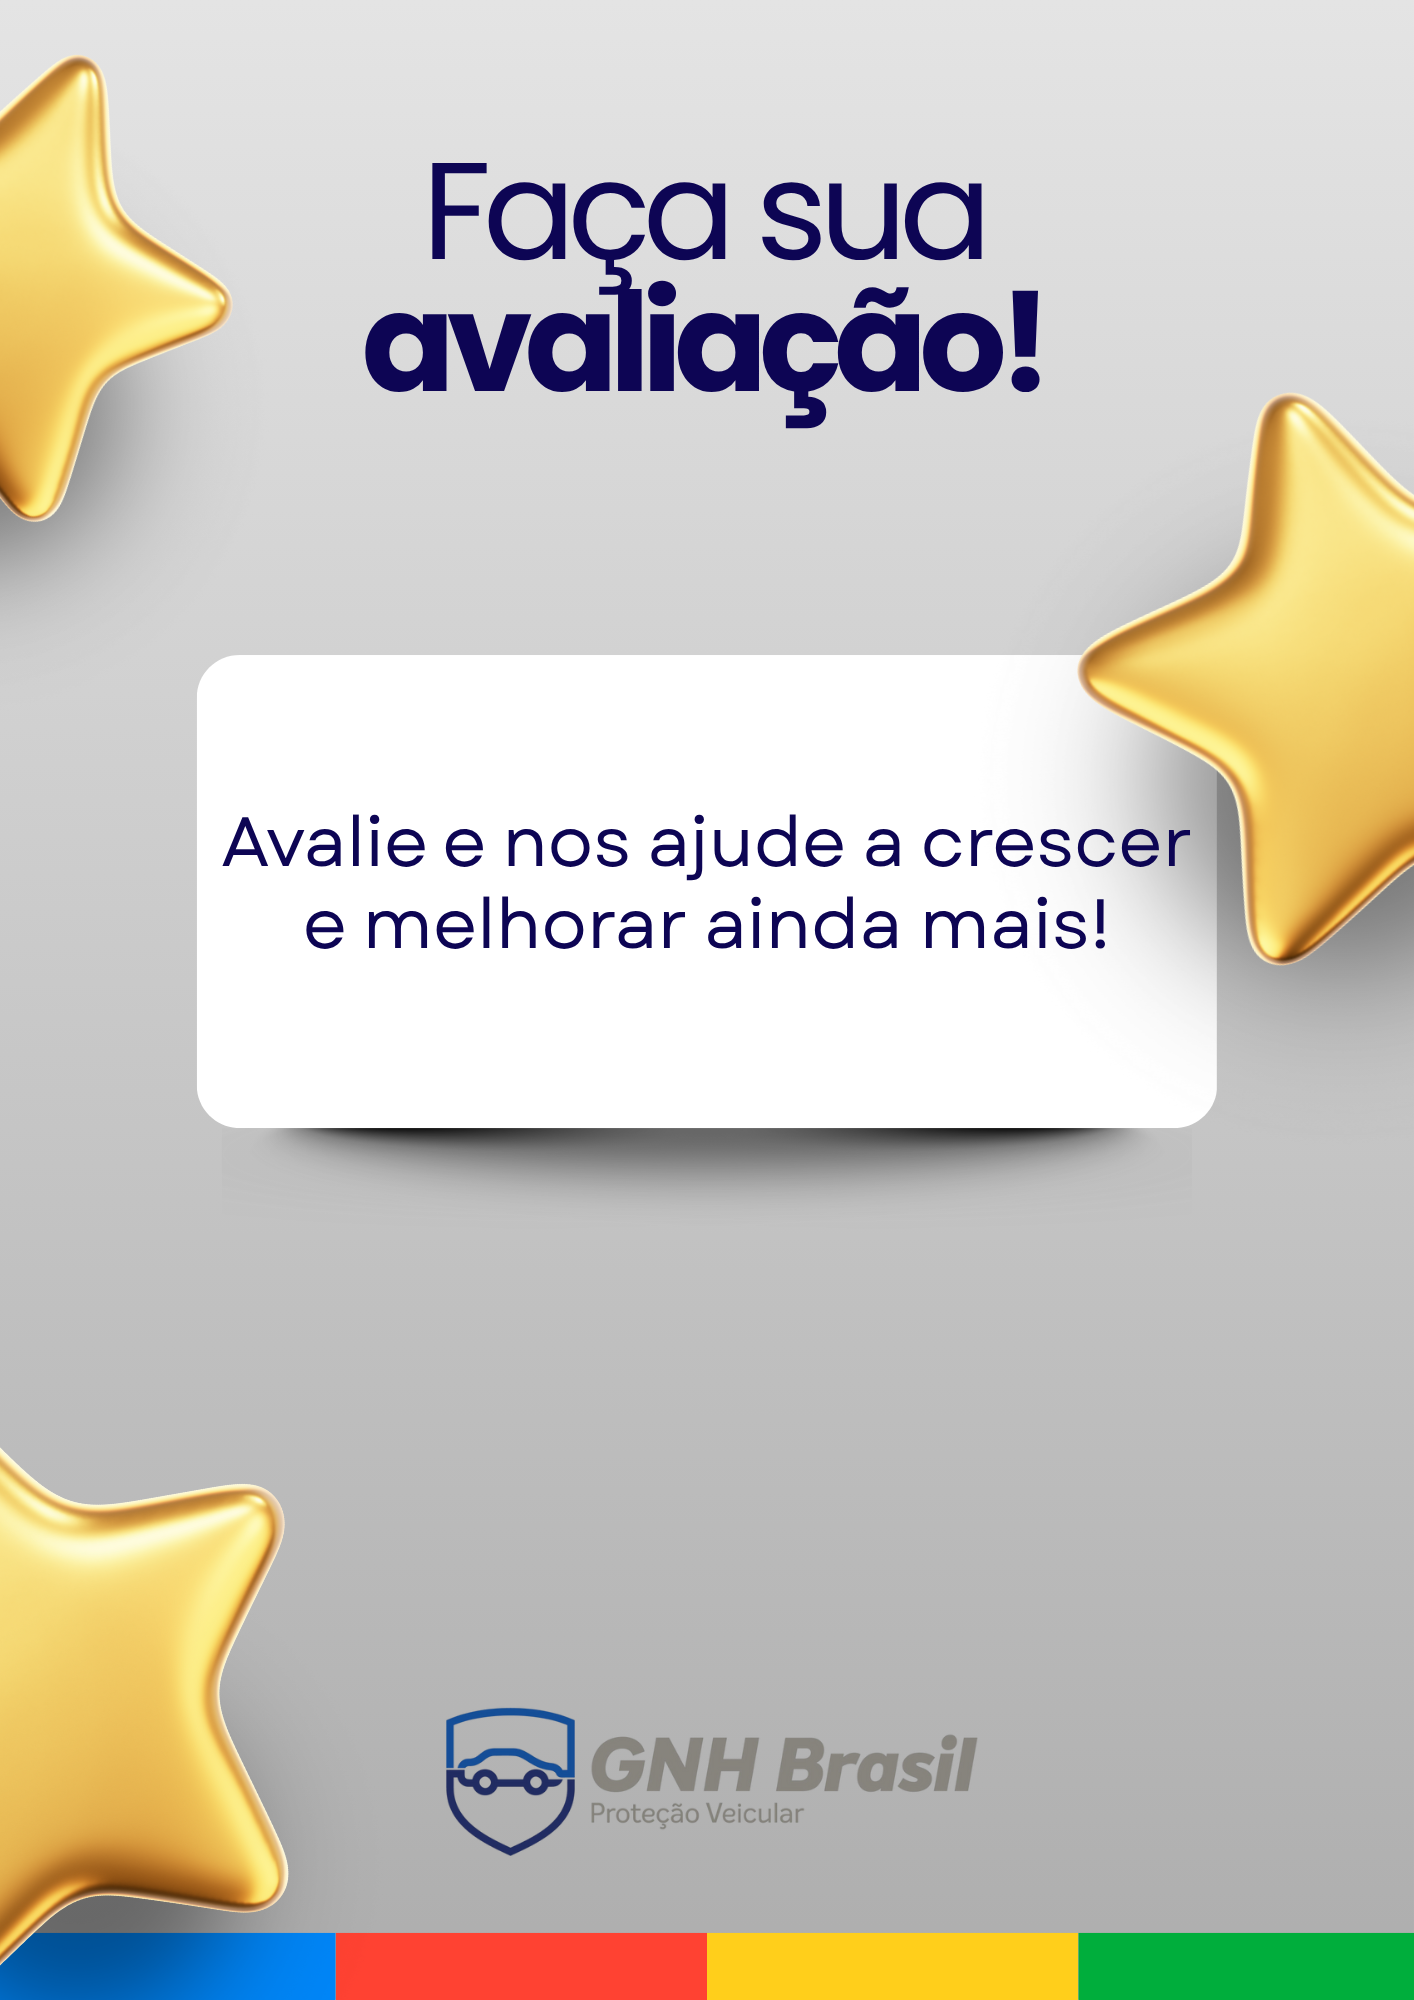 Faça sua
avaliação!
Avalie e nos ajude a crescer
e melhorar ainda mais!
GNH Brasil
Proteção Veicular